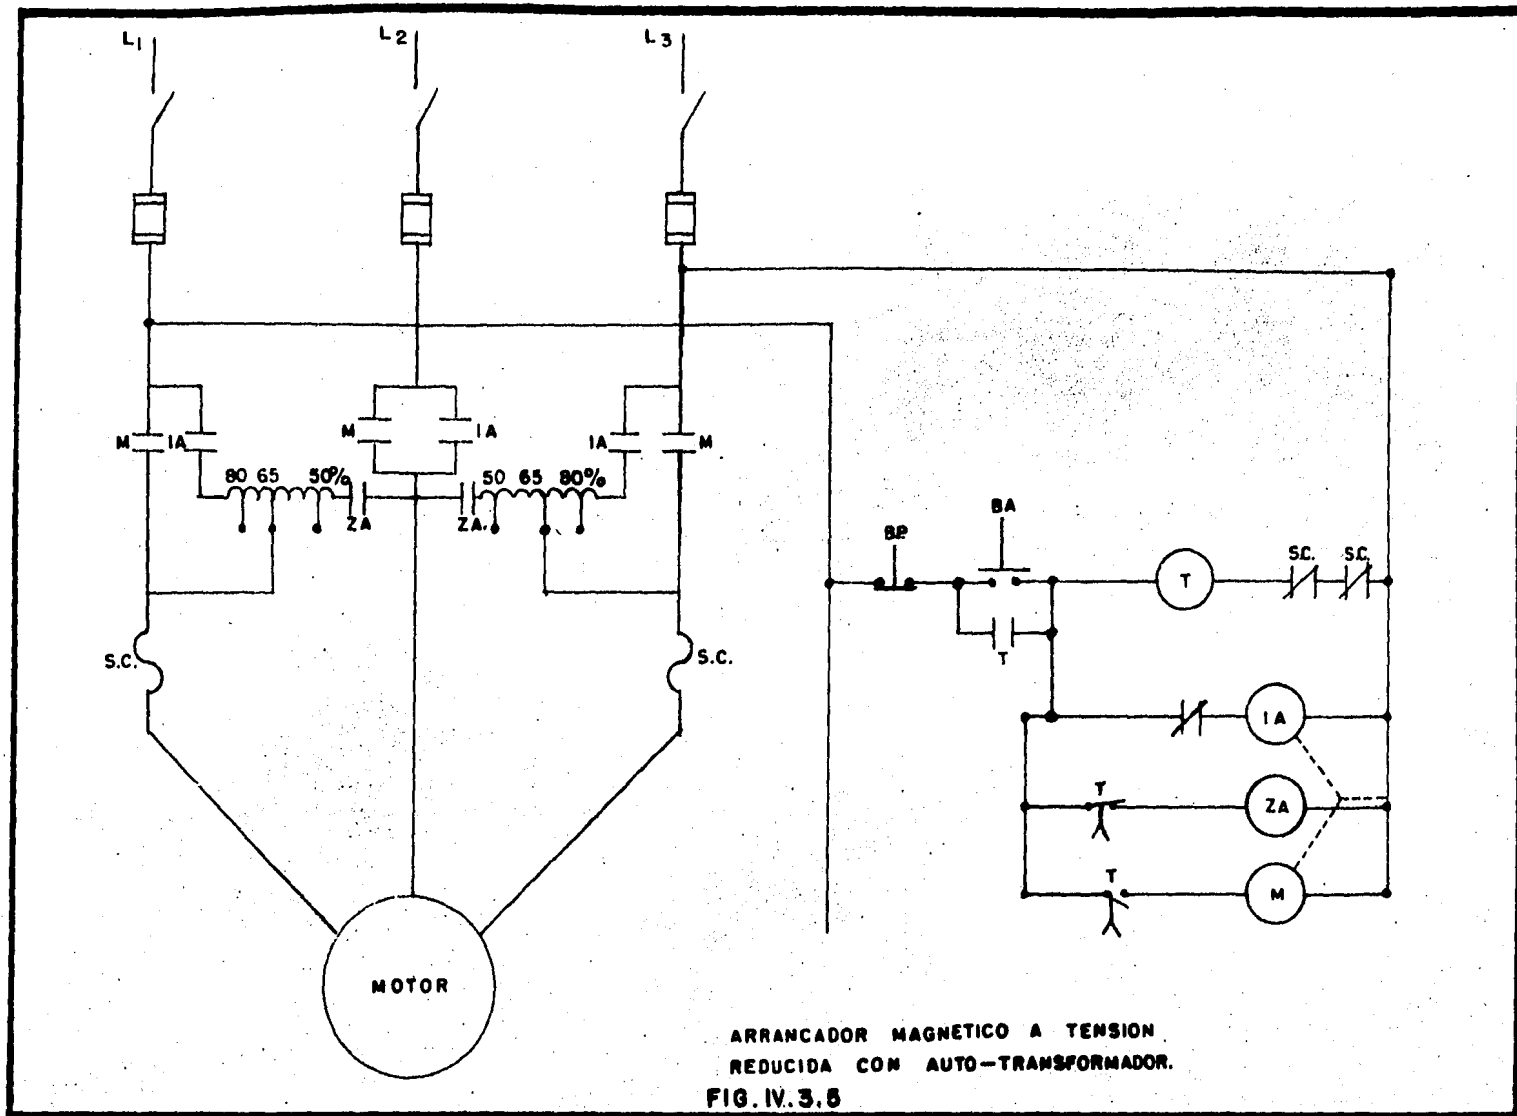 L1 L2 L3
M 1A M 1A 1A M
80 65 50% 50 65 80%
ZA ZA.
S.C. S.C.
MOTOR
B.P. BA
T S.C. S.C.
T
1A
T ZA
T M
ARRANCADOR MAGNETICO A TENSION
REDUCIDA CON AUTO-TRANSFORMADOR.
FIG. IV. 3.5